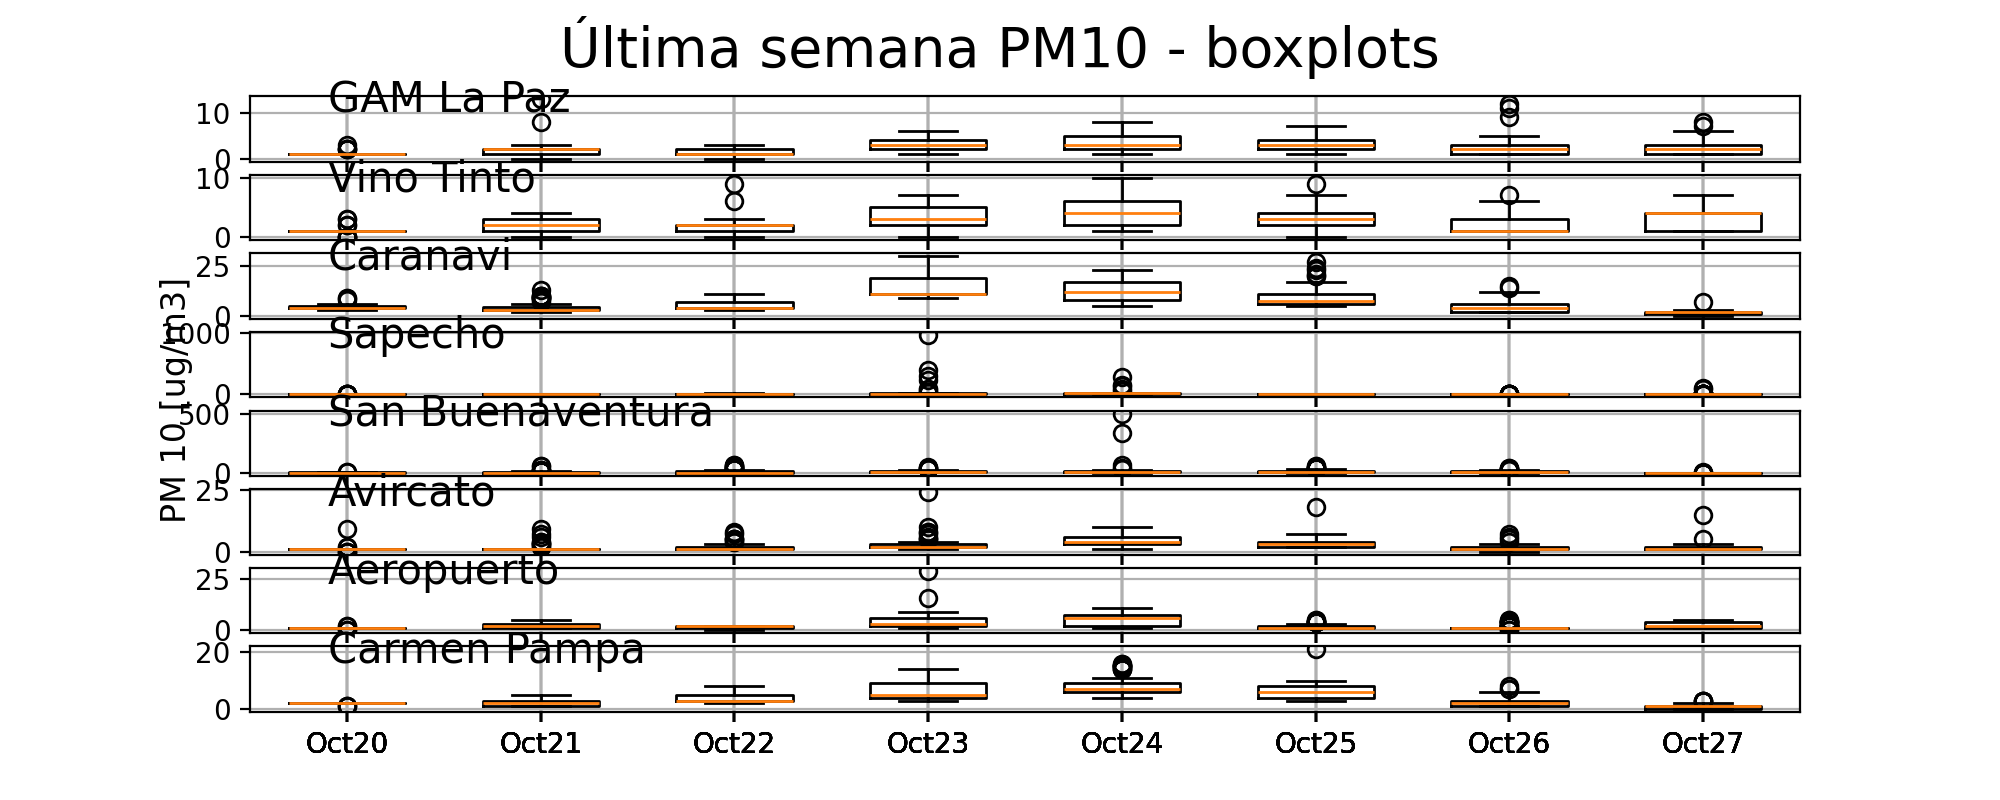 Última semana PM10 - boxplots
GAM La Paz
10
0
Vino Tinto
10
0
Caranavi
25
0
PM 10 [ug/m3]
Sapecho
1000
0
San Buenaventura
500
0
Avircato
25
0
Aeropuerto
25
0
Carmen Pampa
20
0
Oct20 Oct21 Oct22 Oct23 Oct24 Oct25 Oct26 Oct27